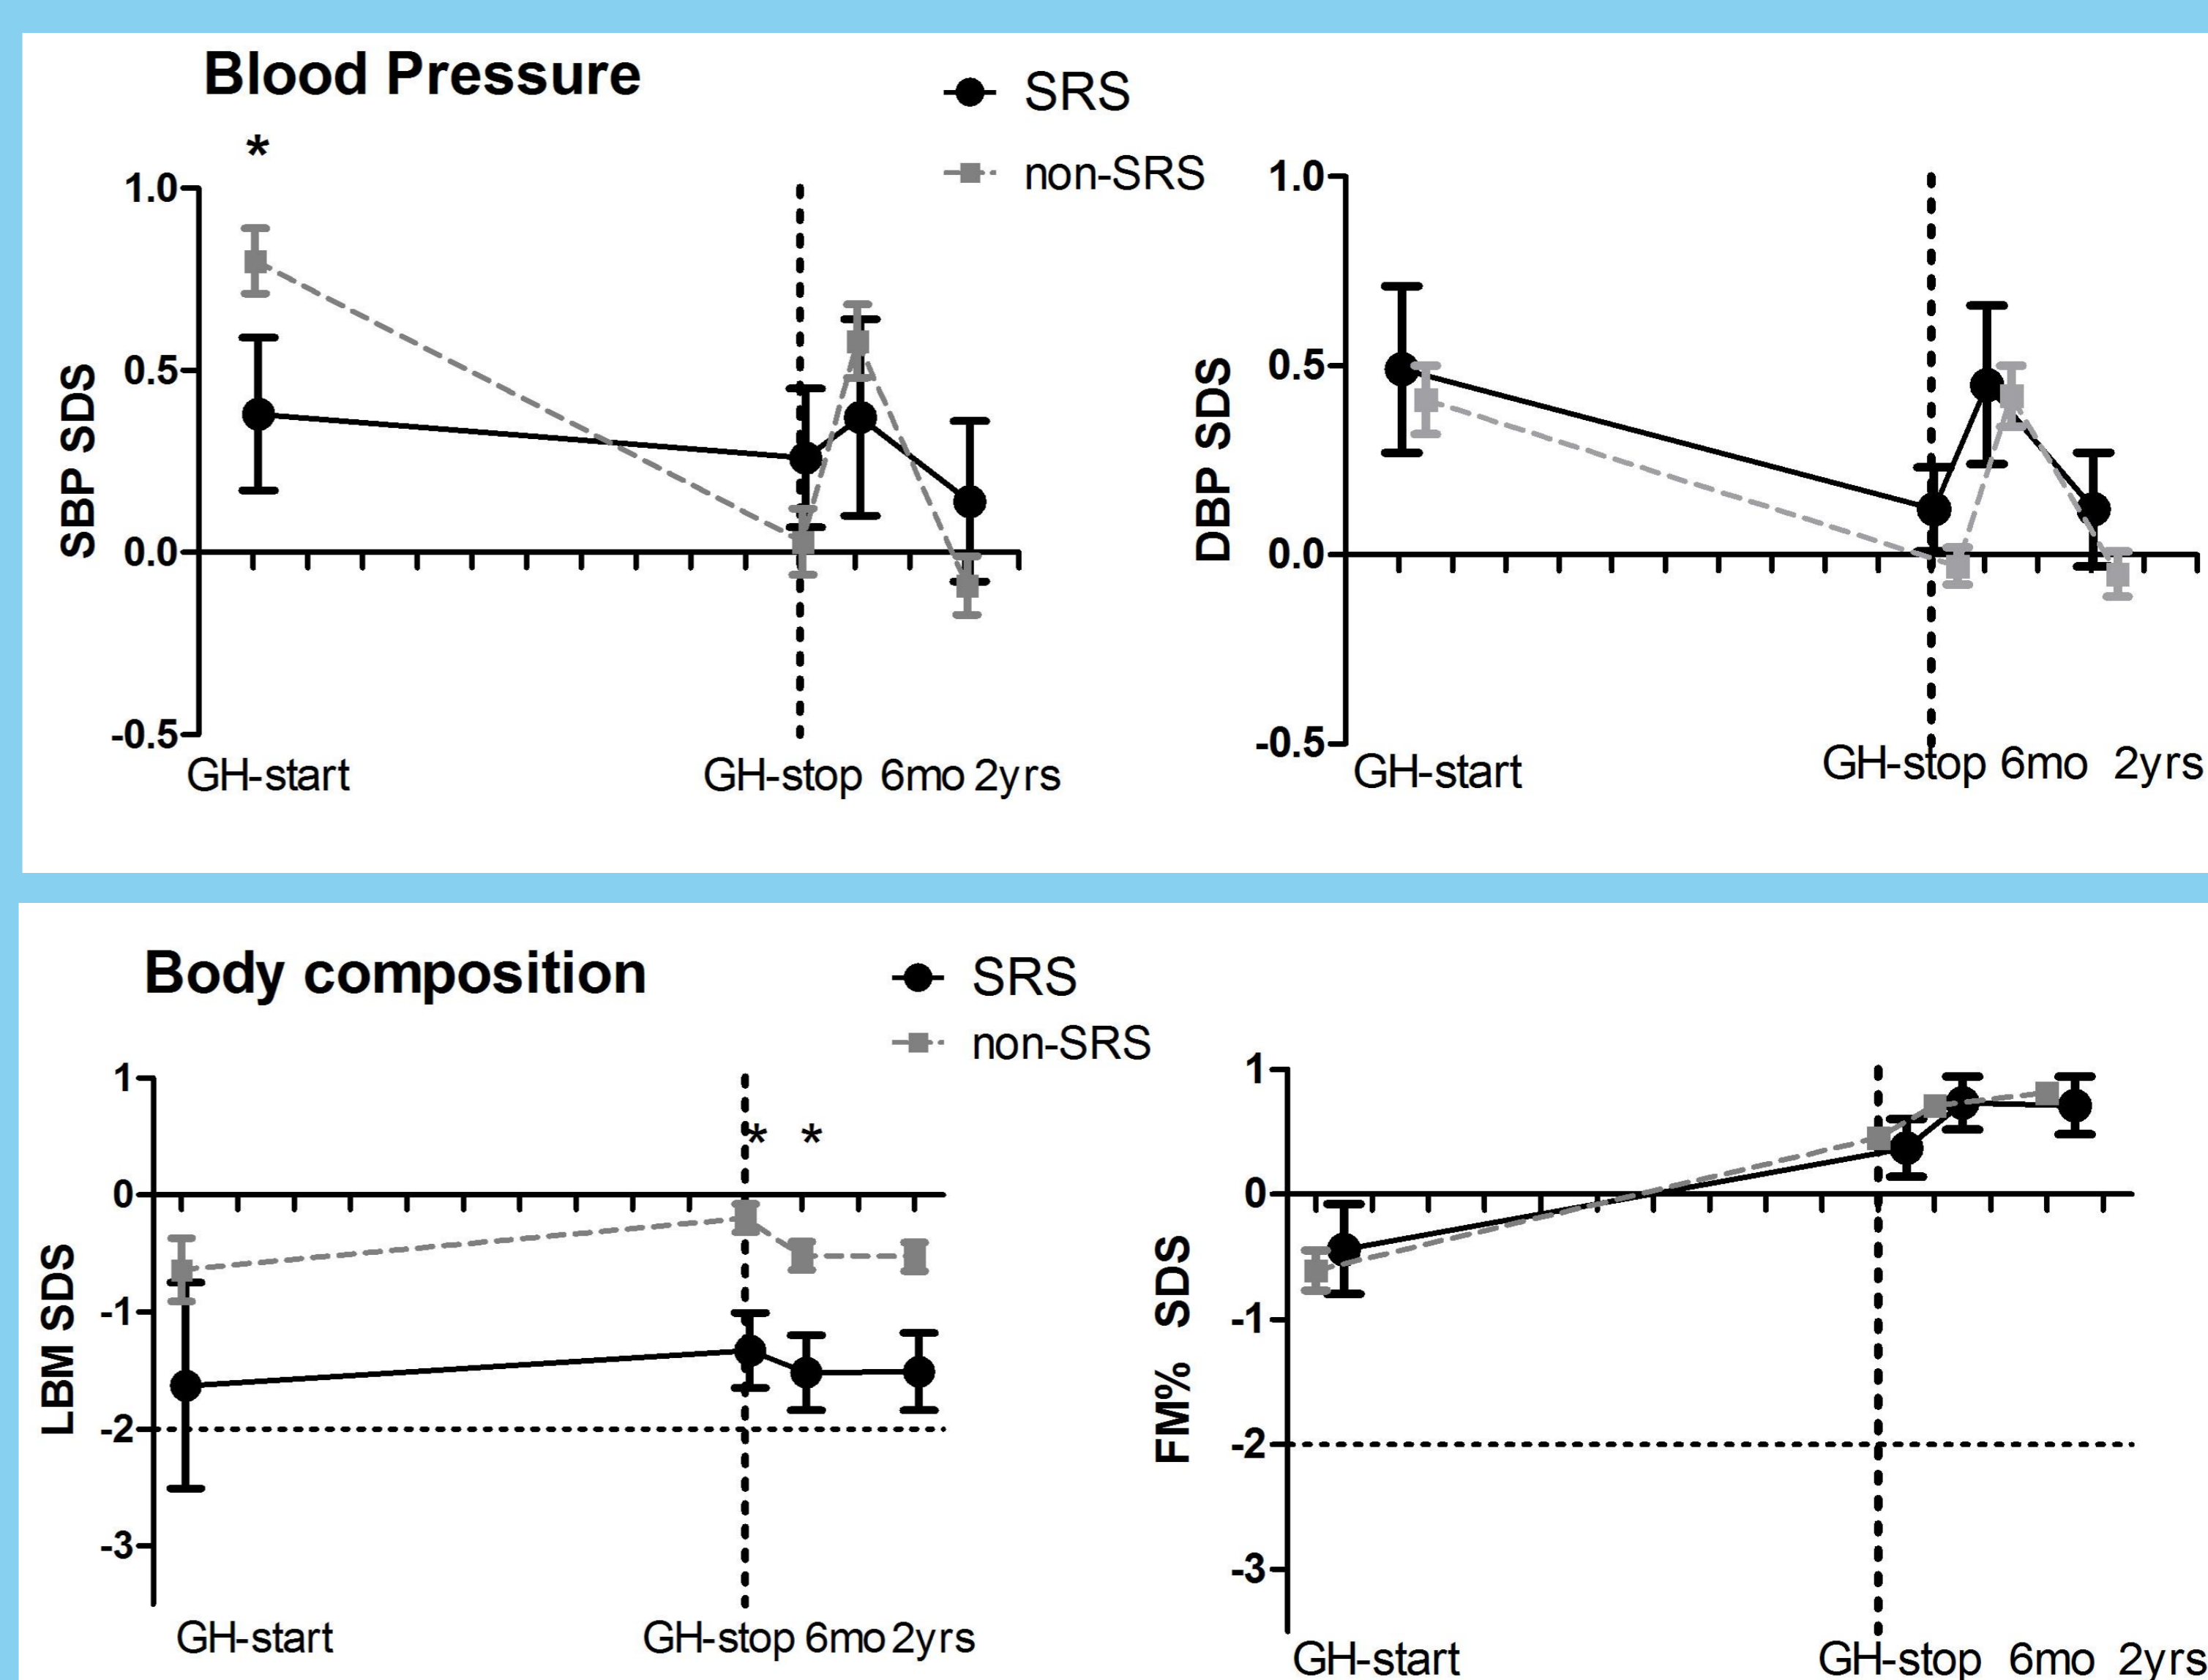 Blood Pressure
SRS
non-SRS
*
1.0
0.5
0.0
-0.5
SBP SDS
GH-start
GH-stop 6mo 2yrs
1.0
0.5
0.0
-0.5
DBP SDS
GH-start
GH-stop 6mo 2yrs
Body composition
SRS
non-SRS
1
0
-1
-2
-3
LBM SDS
* *
GH-start
GH-stop 6mo 2yrs
1
0
-1
-2
-3
FM% SDS
GH-start
GH-stop 6mo 2yrs